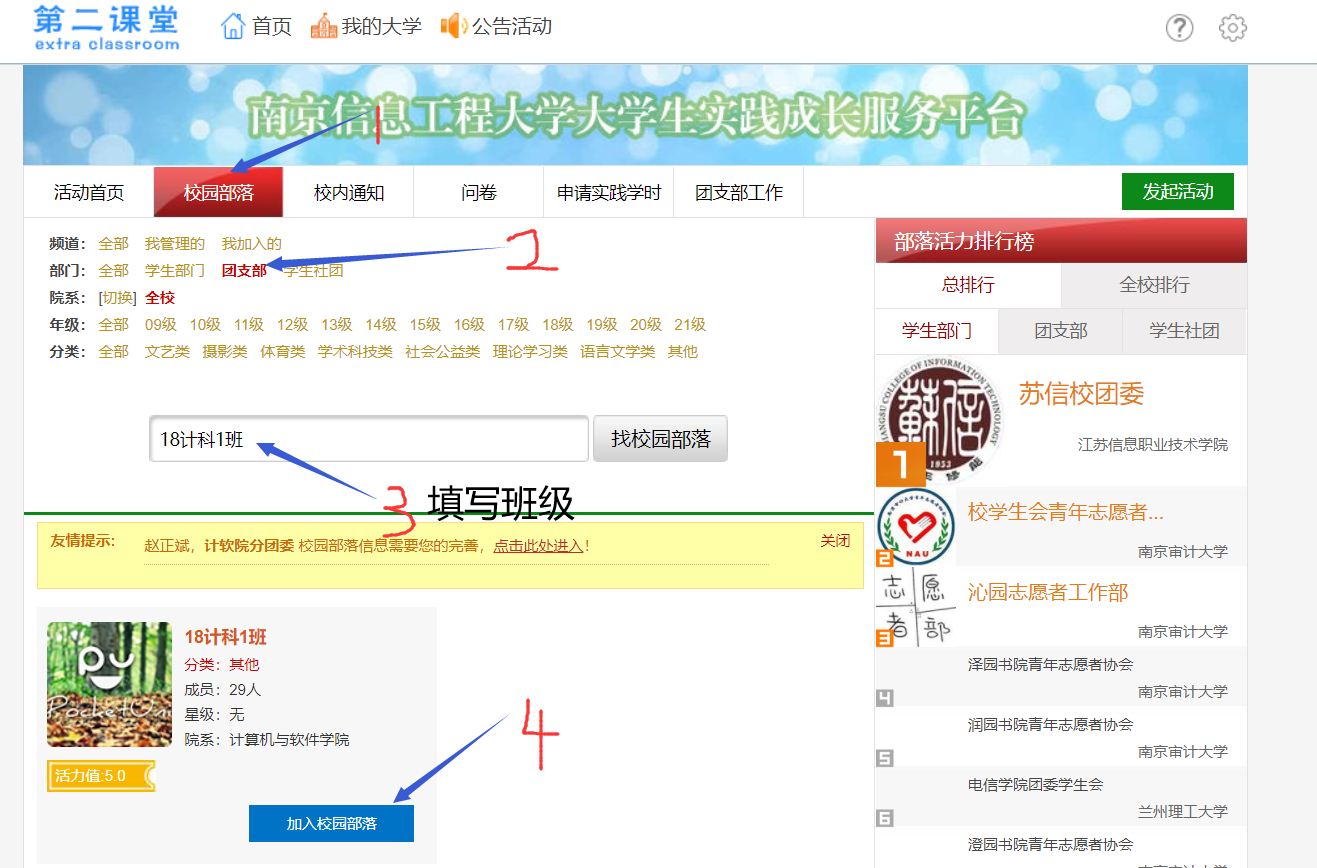 第二课堂
extra classroom
首页 我的大学 公告活动
?
南京信息工程大学大学生实践成长服务平台
1
活动首页 校园部落 校内通知 问卷 申请实践学时 团支部工作 发起活动
频道： 全部 我管理的 我加入的
部门： 全部 学生部门 团支部 学生社团
2
院系： [切换] 全校
年级： 全部 09级 10级 11级 12级 13级 14级 15级 16级 17级 18级 19级 20级 21级
分类： 全部 文艺类 摄影类 体育类 学术科技类 社会公益类 理论学习类 语言文学类 其他
18计科1班 找校园部落
3 填写班级
友情提示： 赵正斌，计软院分团委 校园部落信息需要您的完善，点击此处进入！ 关闭
PU
PocketUni
18计科1班
分类：其他
成员：29人
星级：无
院系：计算机与软件学院
活力值:5.0
4
加入校园部落
部落活力排行榜
总排行 全校排行
学生部门 团支部 学生社团
1
苏信校团委
江苏信息职业技术学院
2
NAU
校学生会青年志愿者...
南京审计大学
3
志愿者部
沁园志愿者工作部
南京审计大学
4
泽园书院青年志愿者协会
南京审计大学
5
润园书院青年志愿者协会
南京审计大学
6
电信学院团委学生会
兰州理工大学
澄园书院青年志愿者协会